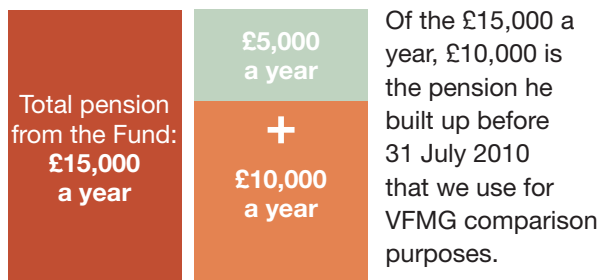 Total pension
from the Fund:
£15,000
a year
£5,000
a year
+
£10,000
a year
Of the £15,000 a
year, £10,000 is
the pension he
built up before
31 July 2010
that we use for
VFMG comparison
purposes.